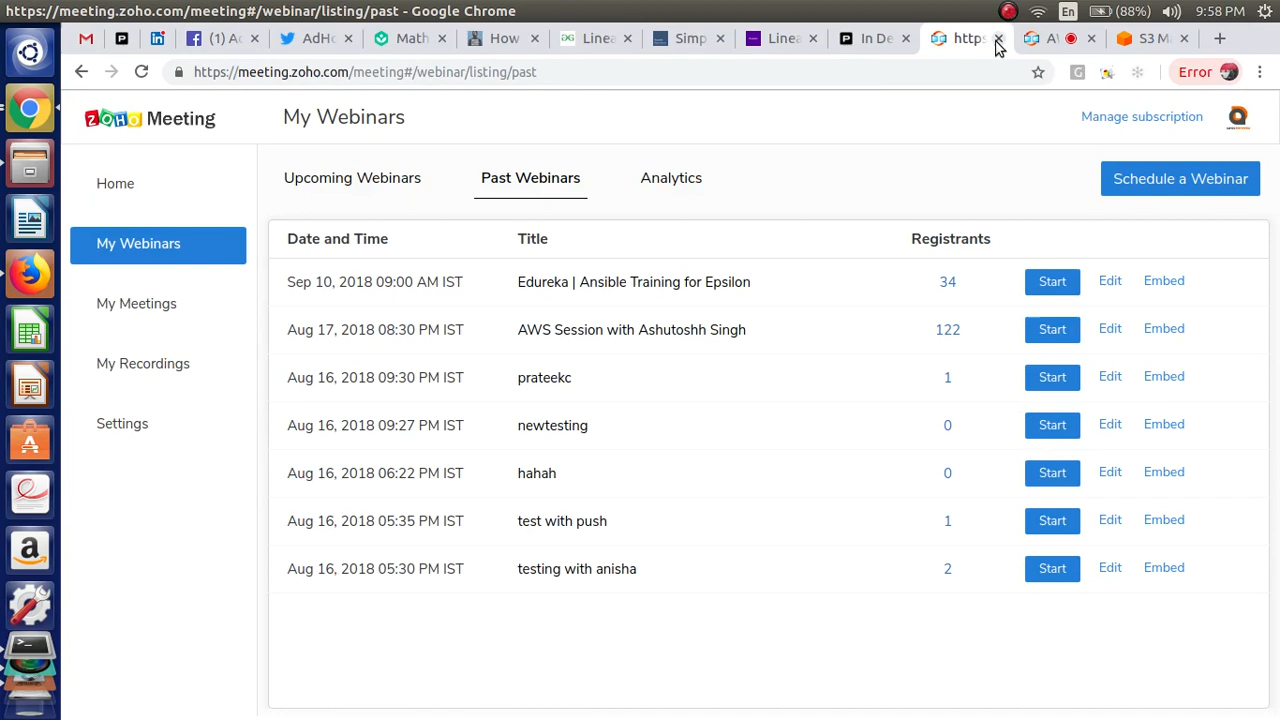 https://meeting.zoho.com/meeting#/webinar/listing/past - Google Chrome
En (88%) 9:58 PM
(1) Ac AdHo Math How Linea Simp Linea In De https AV S3 M
https://meeting.zoho.com/meeting#/webinar/listing/past Error
ZOHO Meeting My Webinars Manage subscription
Home Upcoming Webinars Past Webinars Analytics Schedule a Webinar
My Webinars
My Meetings
My Recordings
Settings
Date and Time Title Registrants
Sep 10, 2018 09:00 AM IST Edureka | Ansible Training for Epsilon 34 Start Edit Embed
Aug 17, 2018 08:30 PM IST AWS Session with Ashutoshh Singh 122 Start Edit Embed
Aug 16, 2018 09:30 PM IST prateekc 1 Start Edit Embed
Aug 16, 2018 09:27 PM IST newtesting 0 Start Edit Embed
Aug 16, 2018 06:22 PM IST hahah 0 Start Edit Embed
Aug 16, 2018 05:35 PM IST test with push 1 Start Edit Embed
Aug 16, 2018 05:30 PM IST testing with anisha 2 Start Edit Embed